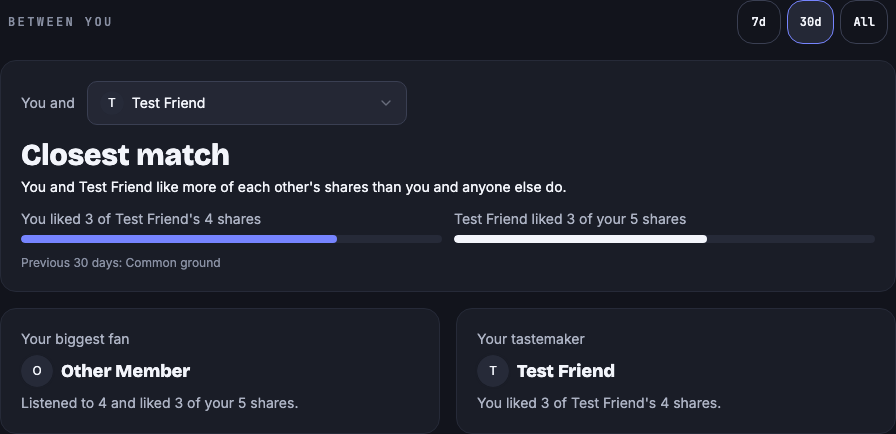 BETWEEN YOU
7d
30d
All
You and
T
Test Friend
Closest match
You and Test Friend like more of each other's shares than you and anyone else do.
You liked 3 of Test Friend's 4 shares
Test Friend liked 3 of your 5 shares
Previous 30 days: Common ground
Your biggest fan
O
Other Member
Listened to 4 and liked 3 of your 5 shares.
Your tastemaker
T
Test Friend
You liked 3 of Test Friend's 4 shares.